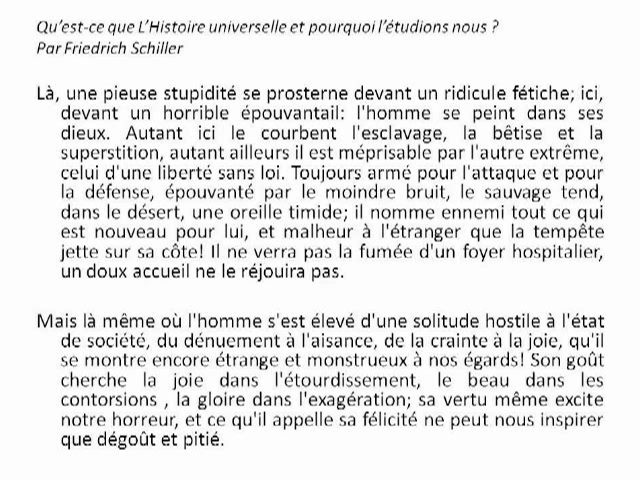 Qu'est-ce que L'Histoire universelle et pourquoi l'étudions nous ?
Par Friedrich Schiller
Là, une pieuse stupidité se prosterne devant un ridicule fétiche; ici,
devant un horrible épouvantail: l'homme se peint dans ses
dieux. Autant ici le courbent l'esclavage, la bêtise et la
superstition, autant ailleurs il est méprisable par l'autre extrême,
celui d'une liberté sans loi. Toujours armé pour l'attaque et pour
la défense, épouvanté par le moindre bruit, le sauvage tend,
dans le désert, une oreille timide; il nomme ennemi tout ce qui
est nouveau pour lui, et malheur à l'étranger que la tempête
jette sur sa côte! Il ne verra pas la fumée d'un foyer hospitalier,
un doux accueil ne le réjouira pas.
Mais là même où l'homme s'est élevé d'une solitude hostile à l'état
de société, du dénuement à l'aisance, de la crainte à la joie, qu'il
se montre encore étrange et monstrueux à nos égards! Son goût
cherche la joie dans l'étourdissement, le beau dans les
contorsions , la gloire dans l'exagération; sa vertu même excite
notre horreur, et ce qu'il appelle sa félicité ne peut nous inspirer
que dégoût et pitié.